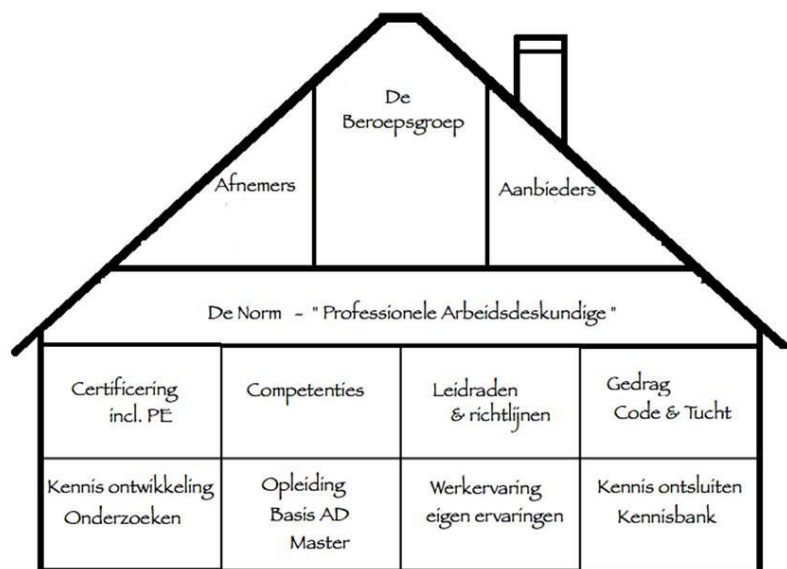 De
Beroepsgroep
Afnemers
Aanbieders
De Norm - " Professionele Arbeidsdeskundige "
Certificering
incl. PE
Competenties
Leidraden
& richtlijnen
Gedrag
Code & Tucht
Kennis ontwikkeling
Onderzoeken
Opleiding
Basis AD
Master
Werkervaring
eigen ervaringen
Kennis ontsluiten
Kennisbank